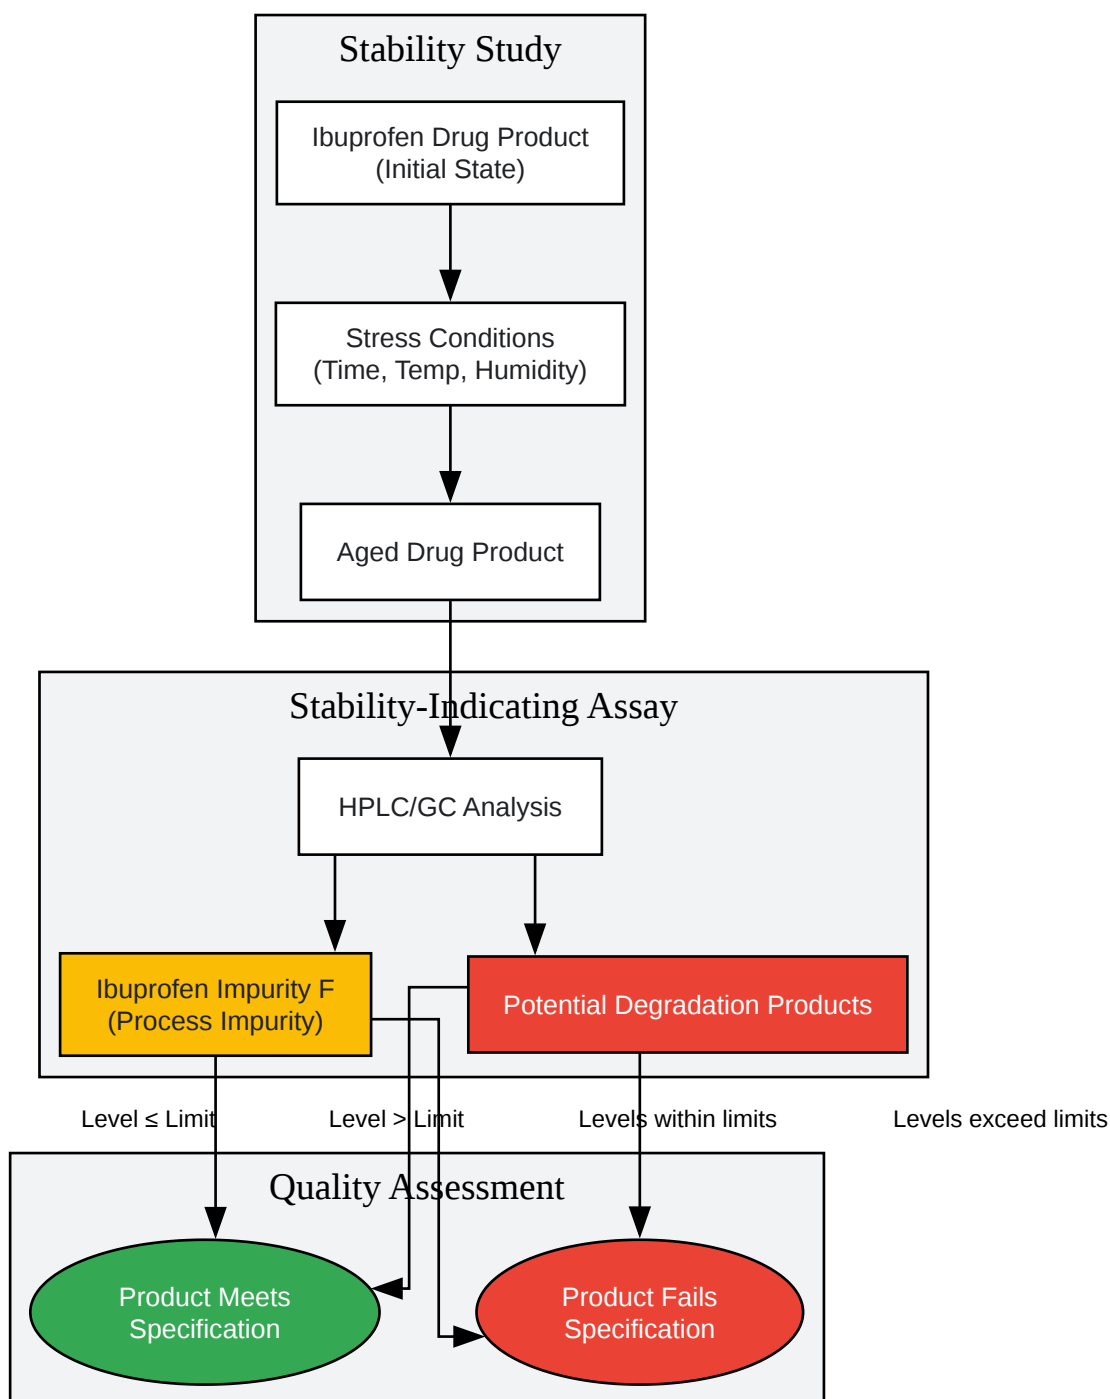 Stability Study
Ibuprofen Drug Product
(Initial State)
Stress Conditions
(Time, Temp, Humidity)
Aged Drug Product
Stability-Indicating Assay
HPLC/GC Analysis
Ibuprofen Impurity F
(Process Impurity)
Potential Degradation Products
Level ≤ Limit
Level > Limit
Levels within limits
Levels exceed limits
Quality Assessment
Product Meets
Specification
Product Fails
Specification